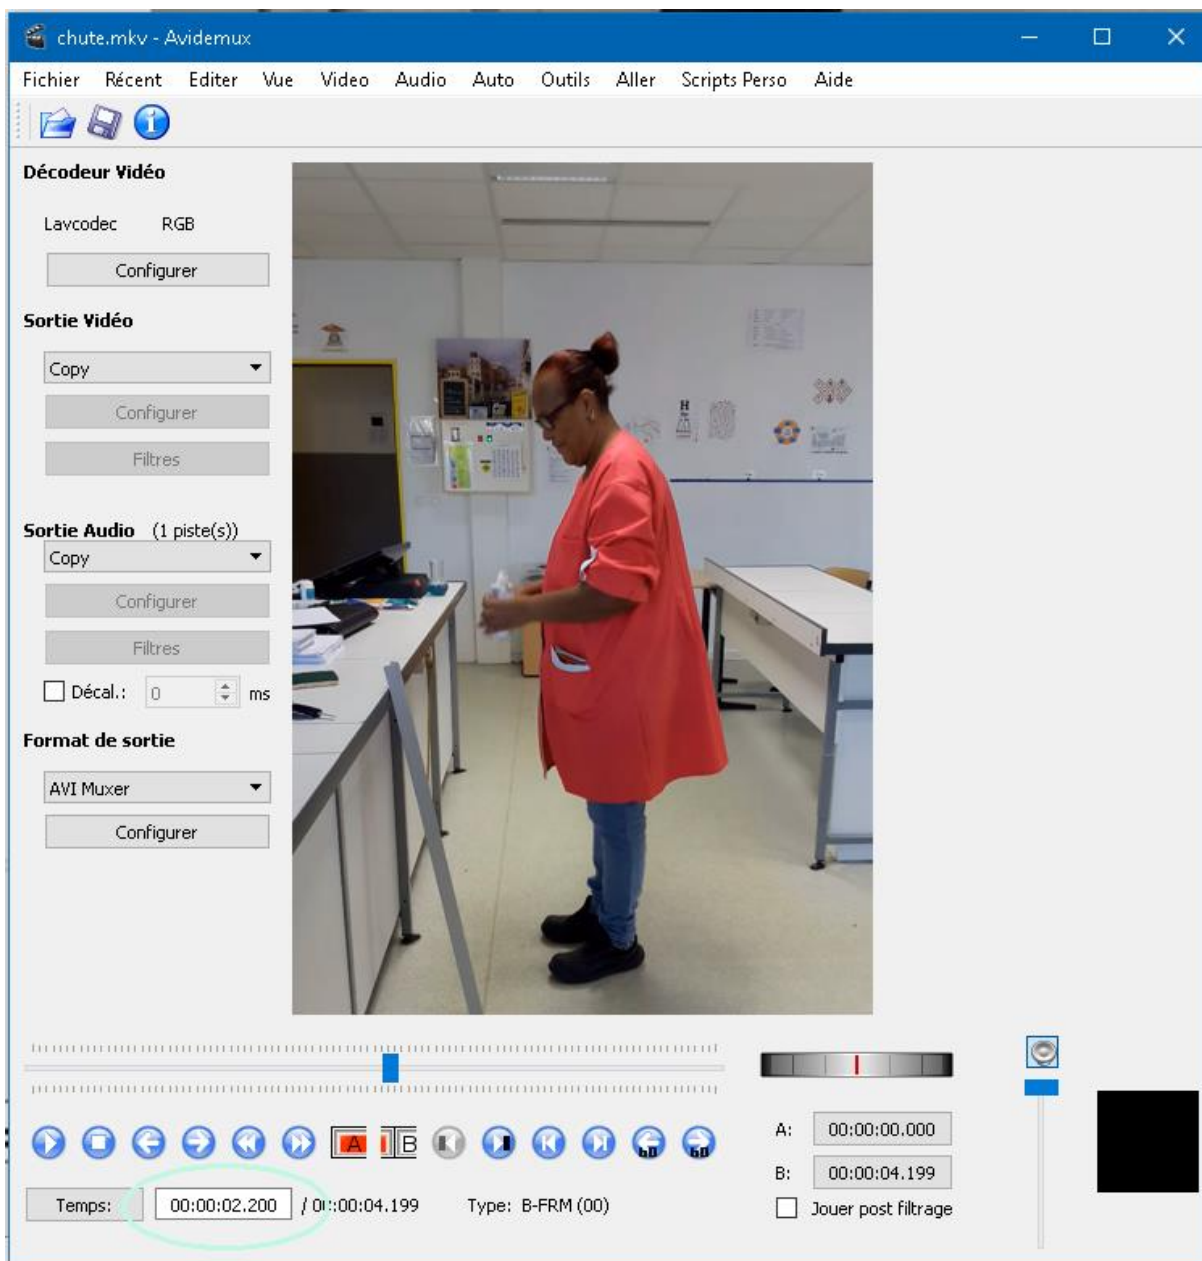 chute.mkv - Avidemux
Fichier Récent Editer Vue Video Audio Auto Outils Aller Scripts Perso Aide
Décodeur Vidéo
Lavcodec RGB
Configurer
Sortie Vidéo
Copy
Configurer
Filtres
Sortie Audio (1 piste(s))
Copy
Configurer
Filtres
Décal.: 0 ms
Format de sortie
AVI Muxer
Configurer
H
A B 60 60
A: 00:00:00.000
B: 00:00:04.199
Temps: 00:00:02.200 / 00:00:04.199 Type: B-FRM (00)
Jouer post filtrage